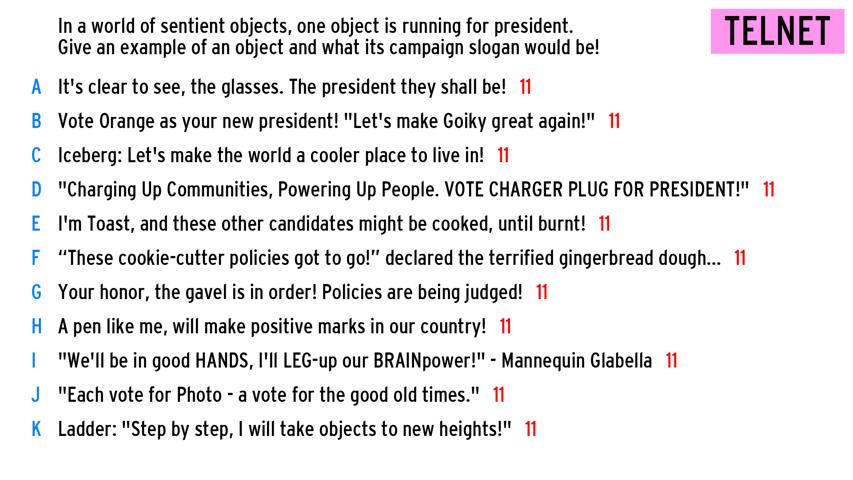 In a world of sentient objects, one object is running for president.
Give an example of an object and what its campaign slogan would be!
TELNET
A It's clear to see, the glasses. The president they shall be! 11
B Vote Orange as your new president! "Let's make Goiky great again!" 11
C Iceberg: Let's make the world a cooler place to live in! 11
D "Charging Up Communities, Powering Up People. VOTE CHARGER PLUG FOR PRESIDENT!" 11
E I'm Toast, and these other candidates might be cooked, until burnt! 11
F “These cookie-cutter policies got to go!” declared the terrified gingerbread dough... 11
G Your honor, the gavel is in order! Policies are being judged! 11
H A pen like me, will make positive marks in our country! 11
I "We'll be in good HANDS, I'll LEG-up our BRAINpower!" - Mannequin Glabella 11
J "Each vote for Photo - a vote for the good old times." 11
K Ladder: "Step by step, I will take objects to new heights!" 11